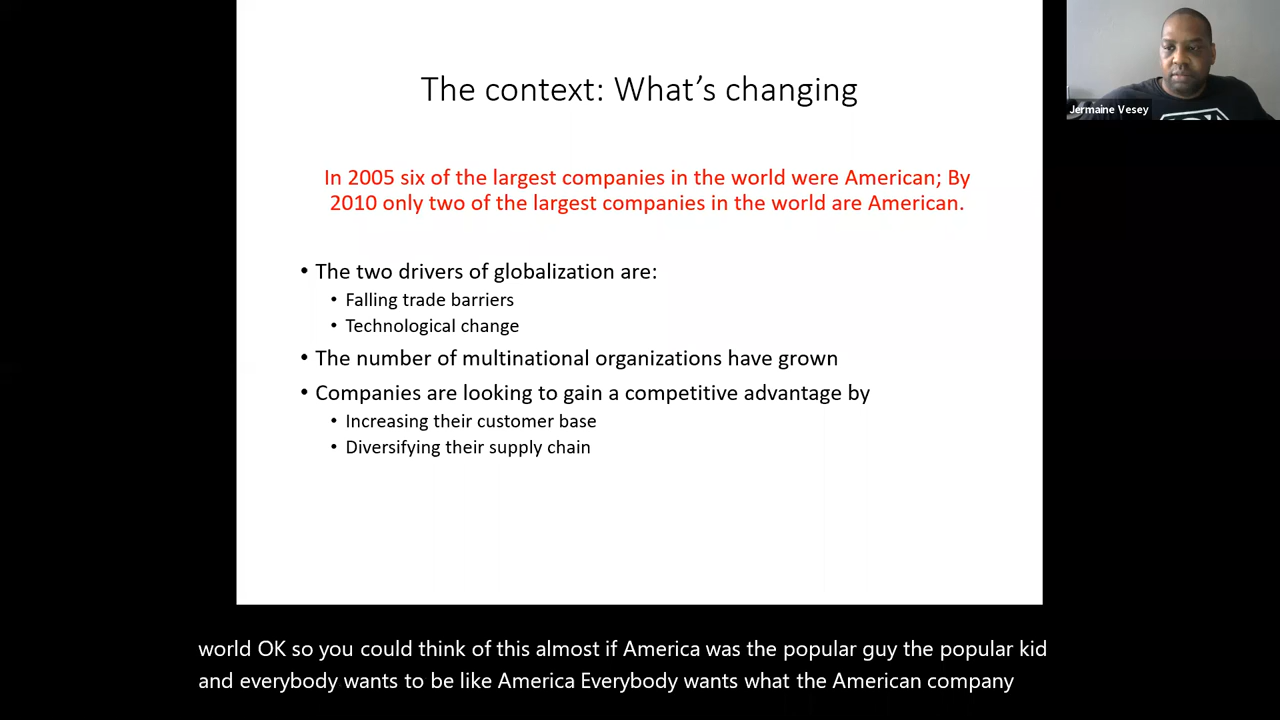 The context: What's changing
Jermaine Vesey
In 2005 six of the largest companies in the world were American; By
2010 only two of the largest companies in the world are American.
• The two drivers of globalization are:
• Falling trade barriers
• Technological change
• The number of multinational organizations have grown
• Companies are looking to gain a competitive advantage by
• Increasing their customer base
• Diversifying their supply chain
world OK so you could think of this almost if America was the popular guy the popular kid
and everybody wants to be like America Everybody wants what the American company